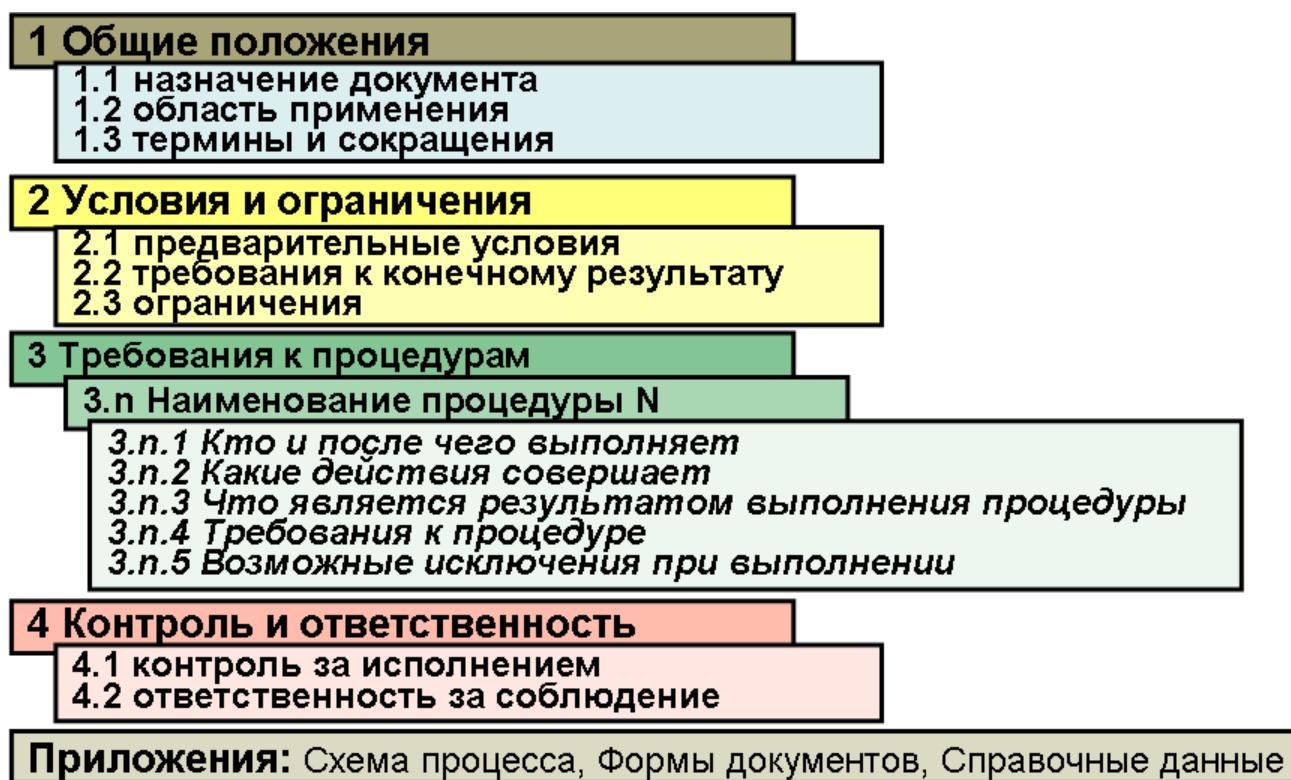 1 Общие положения
1.1 назначение документа
1.2 область применения
1.3 термины и сокращения
2 Условия и ограничения
2.1 предварительные условия
2.2 требования к конечному результату
2.3 ограничения
3 Требования к процедурам
3.n Наименование процедуры N
3.n.1 Кто и после чего выполняет
3.n.2 Какие действия совершает
3.n.3 Что является результатом выполнения процедуры
3.n.4 Требования к процедуре
3.n.5 Возможные исключения при выполнении
4 Контроль и ответственность
4.1 контроль за исполнением
4.2 ответственность за соблюдение
Приложения: Схема процесса, Формы документов, Справочные данные